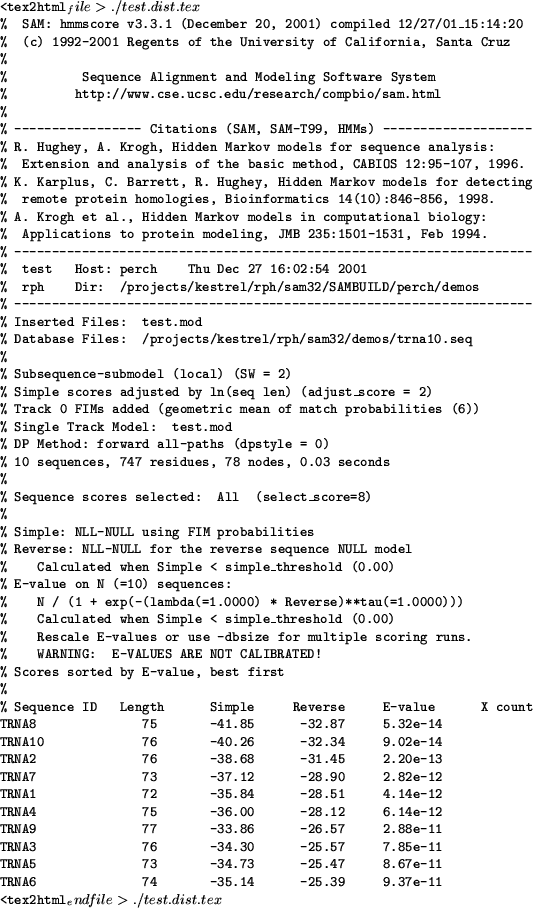 <tex2html_file > ./test.dist.tex
% SAM: hmmscore v3.3.1 (December 20, 2001) compiled 12/27/01_15:14:20
% (c) 1992-2001 Regents of the University of California, Santa Cruz
%
% Sequence Alignment and Modeling Software System
% http://www.cse.ucsc.edu/research/compbio/sam.html
%
% ----------------- Citations (SAM, SAM-T99, HMMs) --------------------
% R. Hughey, A. Krogh, Hidden Markov models for sequence analysis:
% Extension and analysis of the basic method, CABIOS 12:95-107, 1996.
% K. Karplus, C. Barrett, R. Hughey, Hidden Markov models for detecting
% remote protein homologies, Bioinformatics 14(10):846-856, 1998.
% A. Krogh et al., Hidden Markov models in computational biology:
% Applications to protein modeling, JMB 235:1501-1531, Feb 1994.
% ---------------------------------------------------------------------
% test Host: perch Thu Dec 27 16:02:54 2001
% rph Dir: /projects/kestrel/rph/sam32/SAMBUILD/perch/demos
% ---------------------------------------------------------------------
% Inserted Files: test.mod
% Database Files: /projects/kestrel/rph/sam32/demos/trna10.seq
%
% Subsequence-submodel (local) (SW = 2)
% Simple scores adjusted by ln(seq len) (adjust_score = 2)
% Track 0 FIMs added (geometric mean of match probabilities (6))
% Single Track Model: test.mod
% DP Method: forward all-paths (dpstyle = 0)
% 10 sequences, 747 residues, 78 nodes, 0.03 seconds
%
% Sequence scores selected: All (select_score=8)
%
% Simple: NLL-NULL using FIM probabilities
% Reverse: NLL-NULL for the reverse sequence NULL model
% Calculated when Simple < simple_threshold (0.00)
% E-value on N (=10) sequences:
% N / (1 + exp(-(lambda(=1.0000) * Reverse)**tau(=1.0000)))
% Calculated when Simple < simple_threshold (0.00)
% Rescale E-values or use -dbsize for multiple scoring runs.
% WARNING: E-VALUES ARE NOT CALIBRATED!
% Scores sorted by E-value, best first
%
% Sequence ID Length Simple Reverse E-value X count
TRNA8 75 -41.85 -32.87 5.32e-14
TRNA10 76 -40.26 -32.34 9.02e-14
TRNA2 76 -38.68 -31.45 2.20e-13
TRNA7 73 -37.12 -28.90 2.82e-12
TRNA1 72 -35.84 -28.51 4.14e-12
TRNA4 75 -36.00 -28.12 6.14e-12
TRNA9 77 -33.86 -26.57 2.88e-11
TRNA3 76 -34.30 -25.57 7.85e-11
TRNA5 73 -34.73 -25.47 8.67e-11
TRNA6 74 -35.14 -25.39 9.37e-11
<tex2html_endfile > ./test.dist.tex